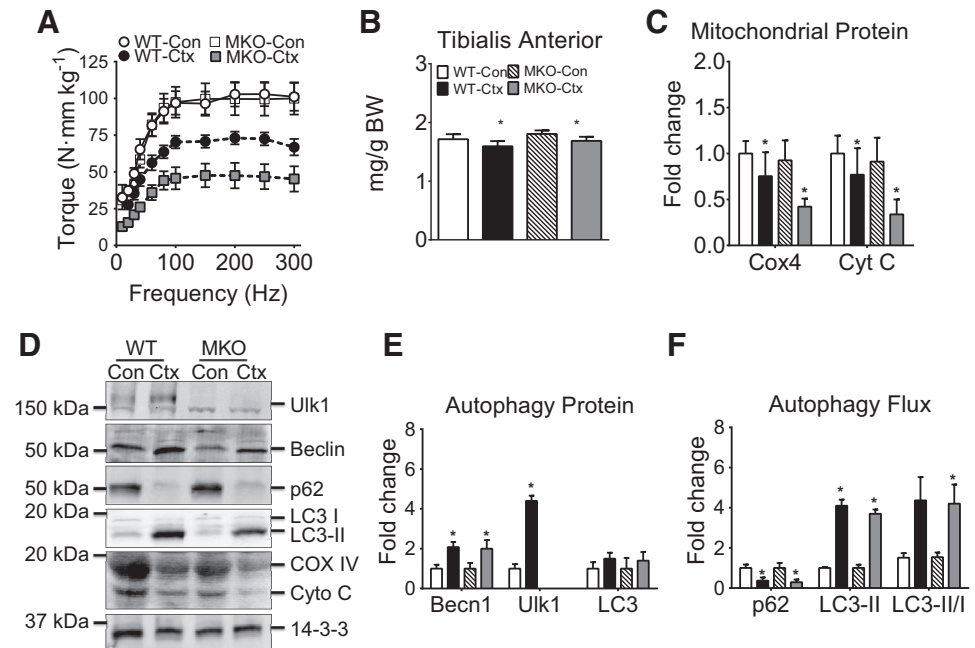 A
WT-Con MKO-Con
WT-Ctx MKO-Ctx
Torque (N·mm kg-1)
125
100
75
50
25
0
0 100 200 300
Frequency (Hz)
B
Tibialis Anterior
WT-Con MKO-Con
WT-Ctx MKO-Ctx
mg/g BW
3
2
1
0
* *
C
Mitochondrial Protein
Fold change
2.0
1.5
1.0
0.5
0.0
* * * *
Cox4 Cyt C
D
WT MKO
Con Ctx Con Ctx
150 kDa Ulk1
50 kDa Beclin
50 kDa p62
20 kDa LC3 I
LC3-II
20 kDa COX IV
Cyto C
37 kDa 14-3-3
E
Autophagy Protein
Fold change
8
6
4
2
0
* * *
Becn1 Ulk1 LC3
F
Autophagy Flux
Fold change
8
6
4
2
0
* * * * *
p62 LC3-II LC3-II/I